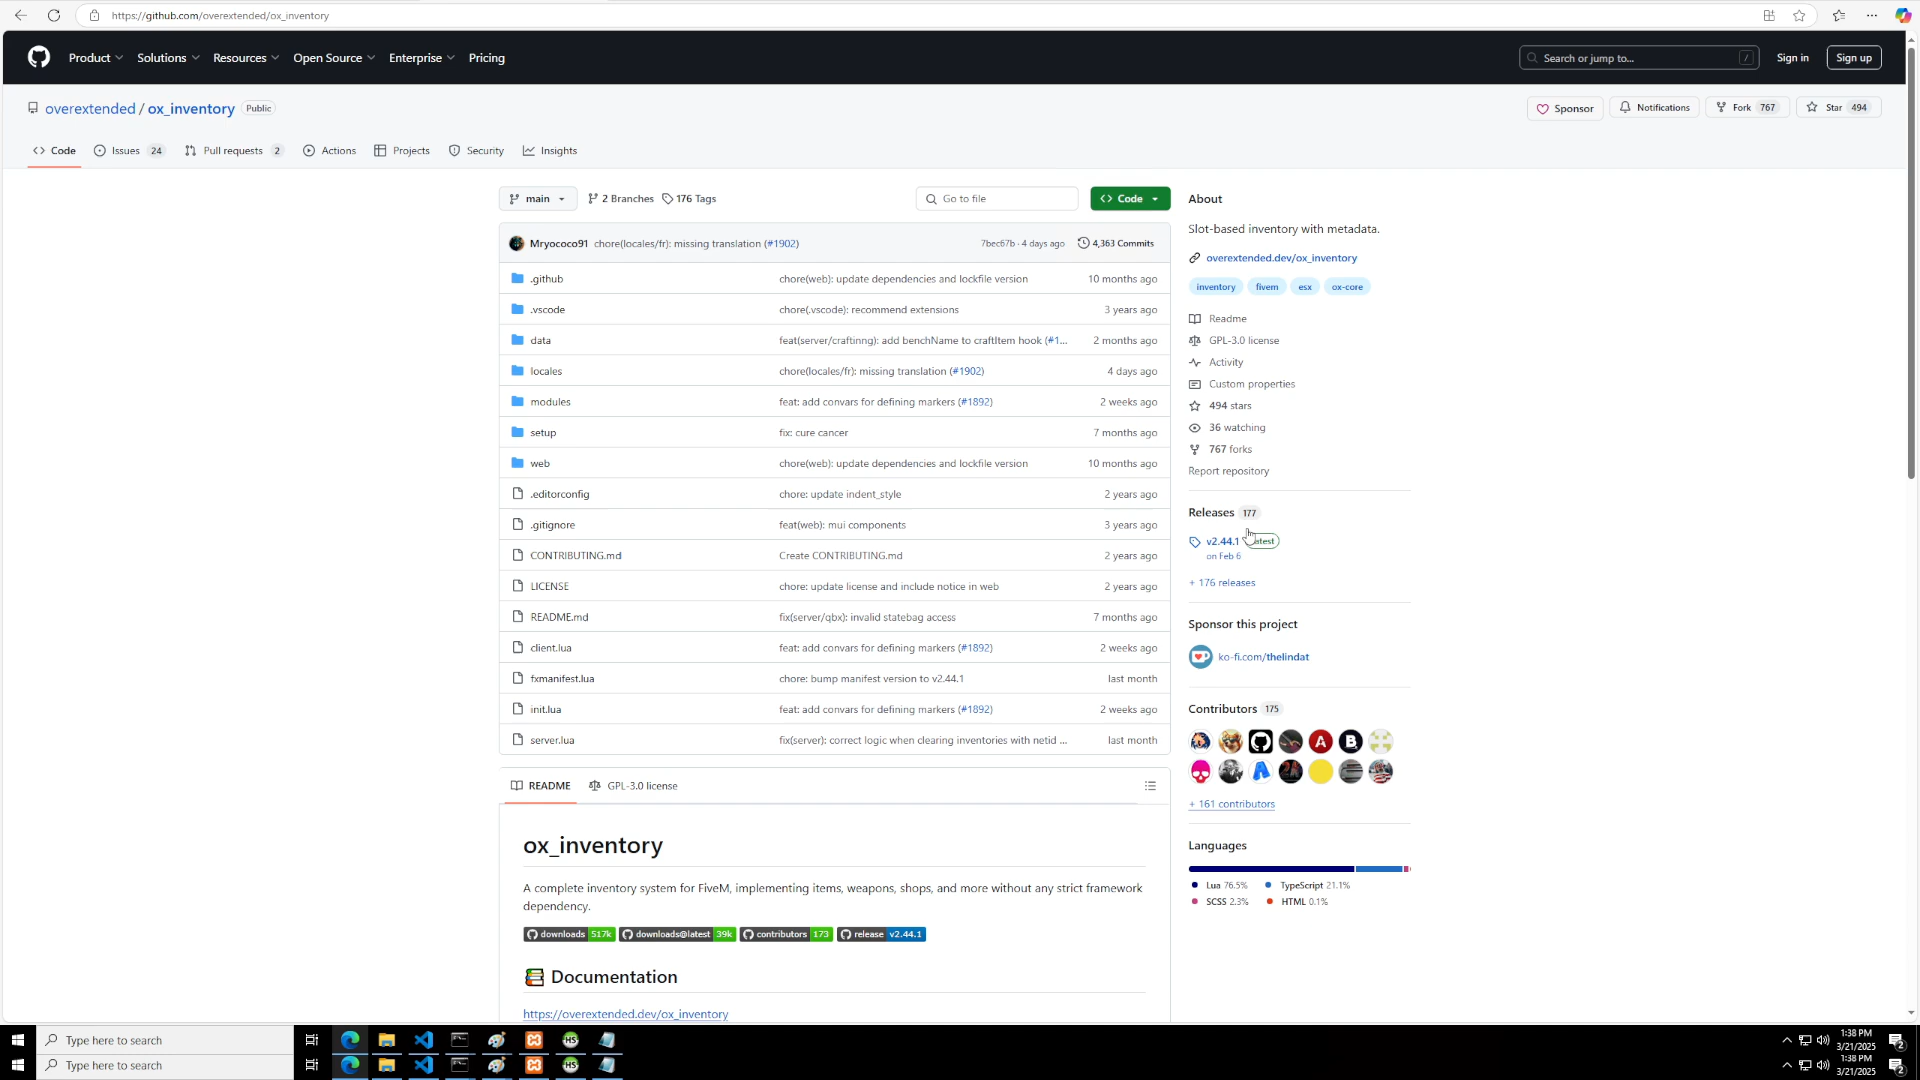 https://github.com/overextended/ox_inventory
Product Solutions Resources Open Source Enterprise Pricing
Search or jump to... / Sign in Sign up
overextended / ox_inventory Public
Sponsor Notifications Fork 767 Star 494
Code Issues 24 Pull requests 2 Actions Projects Security Insights
main 2 Branches 176 Tags Go to file Code
Mryococo91 chore(locales/fr): missing translation (#1902) 7bec67b · 4 days ago 4,363 Commits
.github chore(web): update dependencies and lockfile version 10 months ago
.vscode chore(.vscode): recommend extensions 3 years ago
data feat(server/craftinng): add benchName to craftItem hook (#1... 2 months ago
locales chore(locales/fr): missing translation (#1902) 4 days ago
modules feat: add convars for defining markers (#1892) 2 weeks ago
setup fix: cure cancer 7 months ago
web chore(web): update dependencies and lockfile version 10 months ago
.editorconfig chore: update indent_style 2 years ago
.gitignore feat(web): mui components 3 years ago
CONTRIBUTING.md Create CONTRIBUTING.md 2 years ago
LICENSE chore: update license and include notice in web 2 years ago
README.md fix(server/qbx): invalid statebag access 7 months ago
client.lua feat: add convars for defining markers (#1892) 2 weeks ago
fxmanifest.lua chore: bump manifest version to v2.44.1 last month
init.lua feat: add convars for defining markers (#1892) 2 weeks ago
server.lua fix(server): correct logic when clearing inventories with netid ... last month
README GPL-3.0 license
ox_inventory
A complete inventory system for FiveM, implementing items, weapons, shops, and more without any strict framework
dependency.
downloads 517k downloads@latest 39k contributors 173 release v2.44.1
Documentation
https://overextended.dev/ox_inventory
About
Slot-based inventory with metadata.
overextended.dev/ox_inventory
inventory fivem esx ox-core
Readme
GPL-3.0 license
Activity
Custom properties
494 stars
36 watching
767 forks
Report repository
Releases 177
v2.44.1
on Feb 6
+ 176 releases
Sponsor this project
ko-fi.com/thelindat
Contributors 175
A B
+ 161 contributors
Languages
Lua 76.5% TypeScript 21.1%
SCSS 2.3% HTML 0.1%
Type here to search HS 1:38 PM
3/21/2025 2
Type here to search HS 1:38 PM
3/21/2025 2